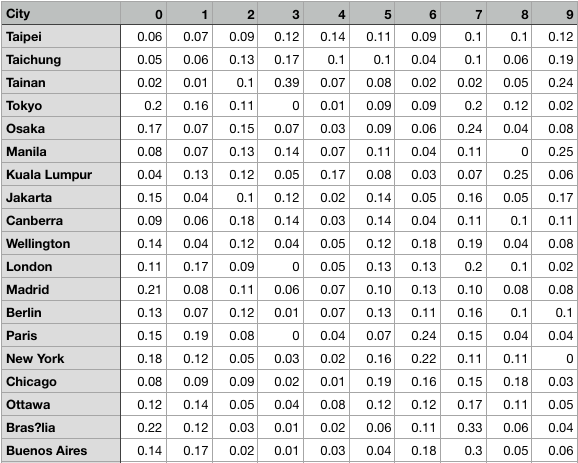 City 0 1 2 3 4 5 6 7 8 9
Taipei 0.06 0.07 0.09 0.12 0.14 0.11 0.09 0.1 0.1 0.12
Taichung 0.05 0.06 0.13 0.17 0.1 0.1 0.04 0.1 0.06 0.19
Tainan 0.02 0.01 0.1 0.39 0.07 0.08 0.02 0.02 0.05 0.24
Tokyo 0.2 0.16 0.11 0 0.01 0.09 0.09 0.2 0.12 0.02
Osaka 0.17 0.07 0.15 0.07 0.03 0.09 0.06 0.24 0.04 0.08
Manila 0.08 0.07 0.13 0.14 0.07 0.11 0.04 0.11 0 0.25
Kuala Lumpur 0.04 0.13 0.12 0.05 0.17 0.08 0.03 0.07 0.25 0.06
Jakarta 0.15 0.04 0.1 0.12 0.02 0.14 0.05 0.16 0.05 0.17
Canberra 0.09 0.06 0.18 0.14 0.03 0.14 0.04 0.11 0.1 0.11
Wellington 0.14 0.04 0.12 0.04 0.05 0.12 0.18 0.19 0.04 0.08
London 0.11 0.17 0.09 0 0.05 0.13 0.13 0.2 0.1 0.02
Madrid 0.21 0.08 0.11 0.06 0.07 0.10 0.13 0.10 0.08 0.08
Berlin 0.13 0.07 0.12 0.01 0.07 0.13 0.11 0.16 0.1 0.1
Paris 0.15 0.19 0.08 0 0.04 0.07 0.24 0.15 0.04 0.04
New York 0.18 0.12 0.05 0.03 0.02 0.16 0.22 0.11 0.11 0
Chicago 0.08 0.09 0.09 0.02 0.01 0.19 0.16 0.15 0.18 0.03
Ottawa 0.12 0.14 0.05 0.04 0.08 0.12 0.12 0.17 0.11 0.05
Bras?lia 0.22 0.12 0.03 0.01 0.02 0.06 0.11 0.33 0.06 0.04
Buenos Aires 0.14 0.17 0.02 0.01 0.03 0.04 0.18 0.3 0.05 0.06